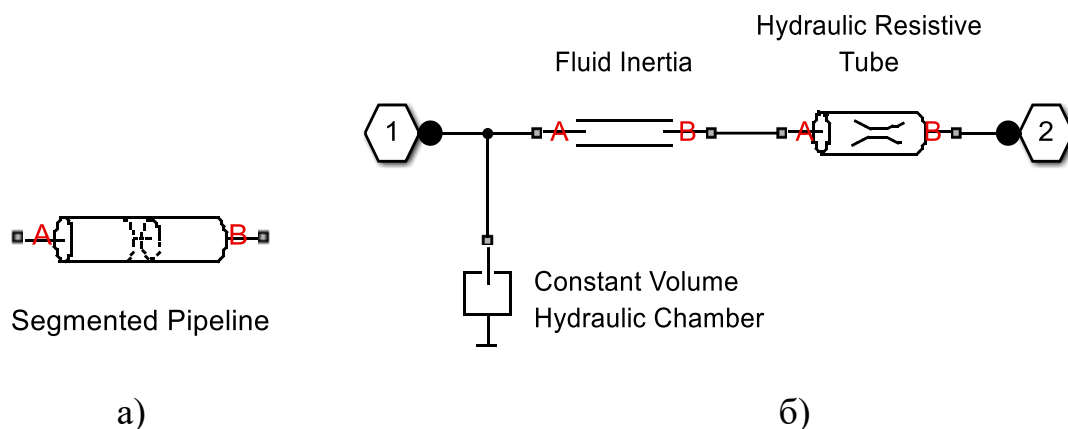 Hydraulic Resistive
Tube
Fluid Inertia
1
A
B
A
B
2
A
B
Segmented Pipeline
Constant Volume
Hydraulic Chamber
а)
б)